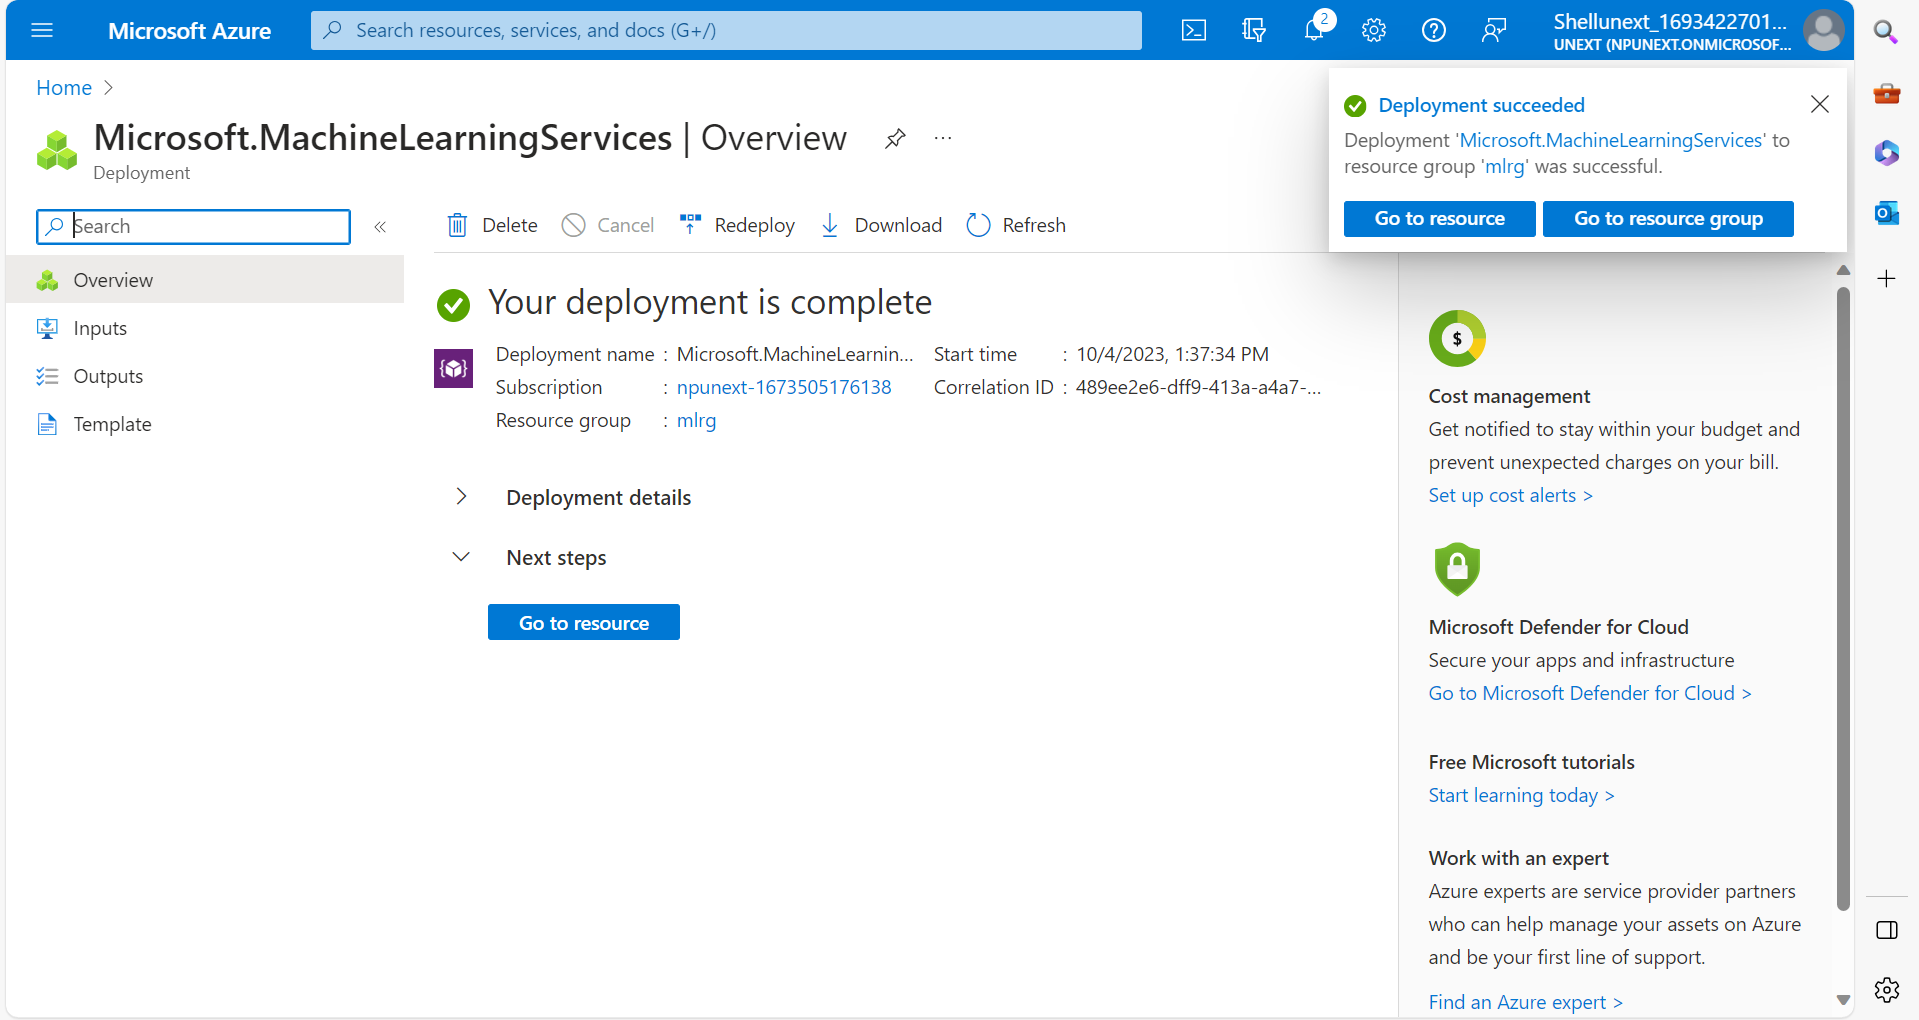 Microsoft Azure
Search resources, services, and docs (G+/)
2
Shellunext_1693422701...
UNEXT (NPUNEXT.ONMICROSOF...
Home
Microsoft.MachineLearningServices | Overview
...
Deployment
Deployment succeeded
Deployment 'Microsoft.MachineLearningServices' to
resource group 'mlrg' was successful.
Go to resource
Go to resource group
Search
«
Delete
Cancel
Redeploy
Download
Refresh
Overview
Inputs
Outputs
Template
Your deployment is complete
Deployment name : Microsoft.MachineLearnin...
Subscription : npunext-1673505176138
Resource group : mlrg
Start time : 10/4/2023, 1:37:34 PM
Correlation ID : 489ee2e6-dff9-413a-a4a7-...
Deployment details
Next steps
Go to resource
$
Cost management
Get notified to stay within your budget and
prevent unexpected charges on your bill.
Set up cost alerts >
Microsoft Defender for Cloud
Secure your apps and infrastructure
Go to Microsoft Defender for Cloud >
Free Microsoft tutorials
Start learning today >
Work with an expert
Azure experts are service provider partners
who can help manage your assets on Azure
and be your first line of support.
Find an Azure expert >